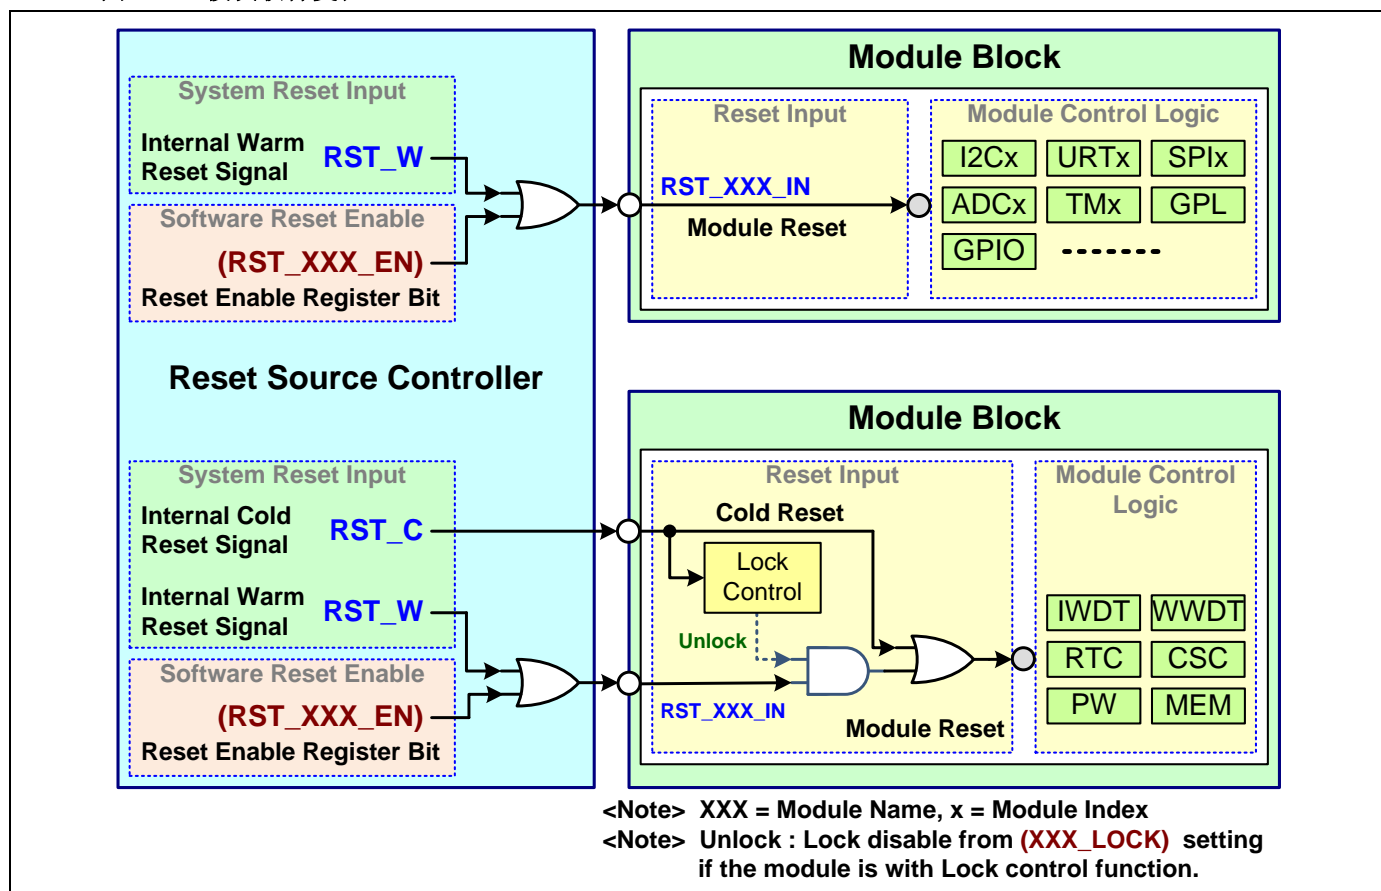 Module Block
System Reset Input
Internal Warm
Reset Signal
RST_W
Software Reset Enable
(RST_XXX_EN)
Reset Enable Register Bit
Reset Input
RST_XXX_IN
Module Reset
Module Control Logic
I2Cx URTx SPIx
ADCx TMx GPL
GPIO
Reset Source Controller
Module Block
System Reset Input
Internal Cold
Reset Signal
RST_C
Internal Warm
Reset Signal
RST_W
Software Reset Enable
(RST_XXX_EN)
Reset Enable Register Bit
Reset Input
Cold Reset
Lock
Control
Unlock
RST_XXX_IN
Module Reset
Module Control
Logic
IWDT WWDT
RTC CSC
PW MEM
<Note> XXX = Module Name, x = Module Index
<Note> Unlock : Lock disable from (XXX_LOCK) setting
if the module is with Lock control function.